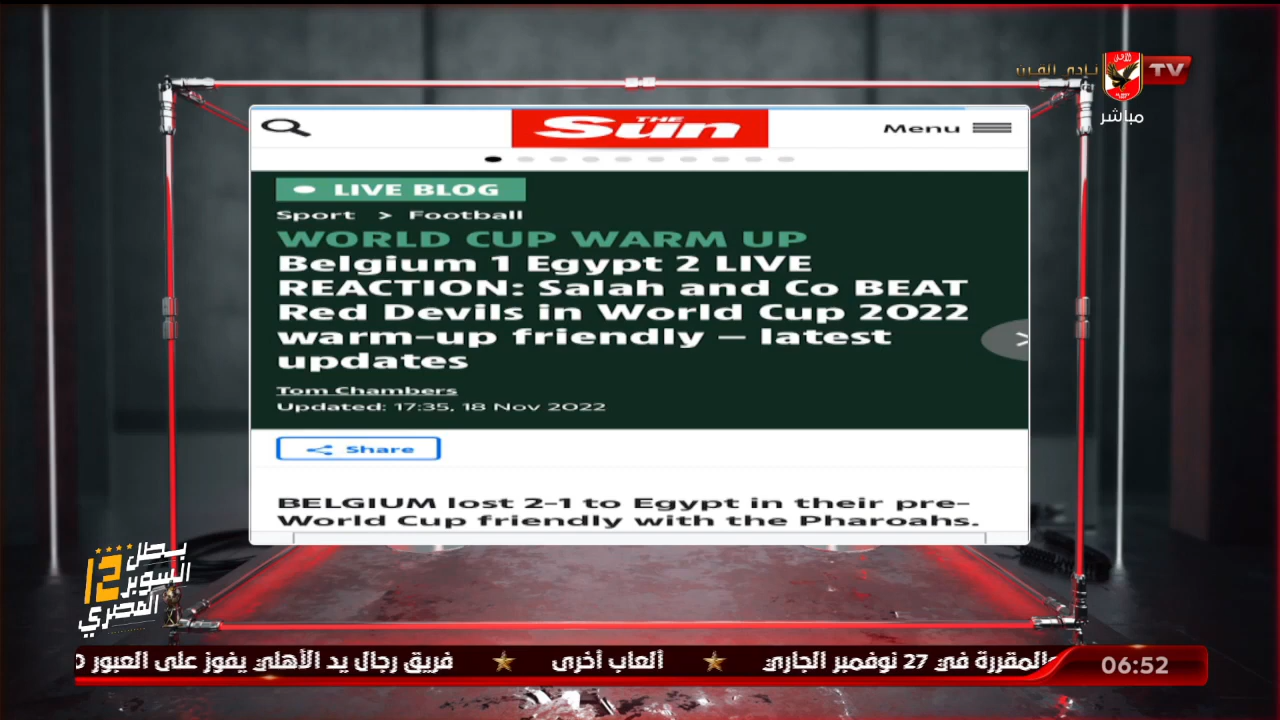 نادي القرن
TV
مباشر
THE
Sun
Menu
LIVE BLOG
Sport > Football
WORLD CUP WARM UP
Belgium 1 Egypt 2 LIVE
REACTION: Salah and Co BEAT
Red Devils in World Cup 2022
warm-up friendly – latest
updates
Tom Chambers
Updated: 17:35, 18 Nov 2022
Share
BELGIUM lost 2-1 to Egypt in their pre-
World Cup friendly with the Pharoahs.
بطل
السوبر 12
المصري
المقررة في 27 نوفمبر الجاري ★ ألعاب أخرى ★ فريق رجال يد الأهلي يفوز على العبور
06:52